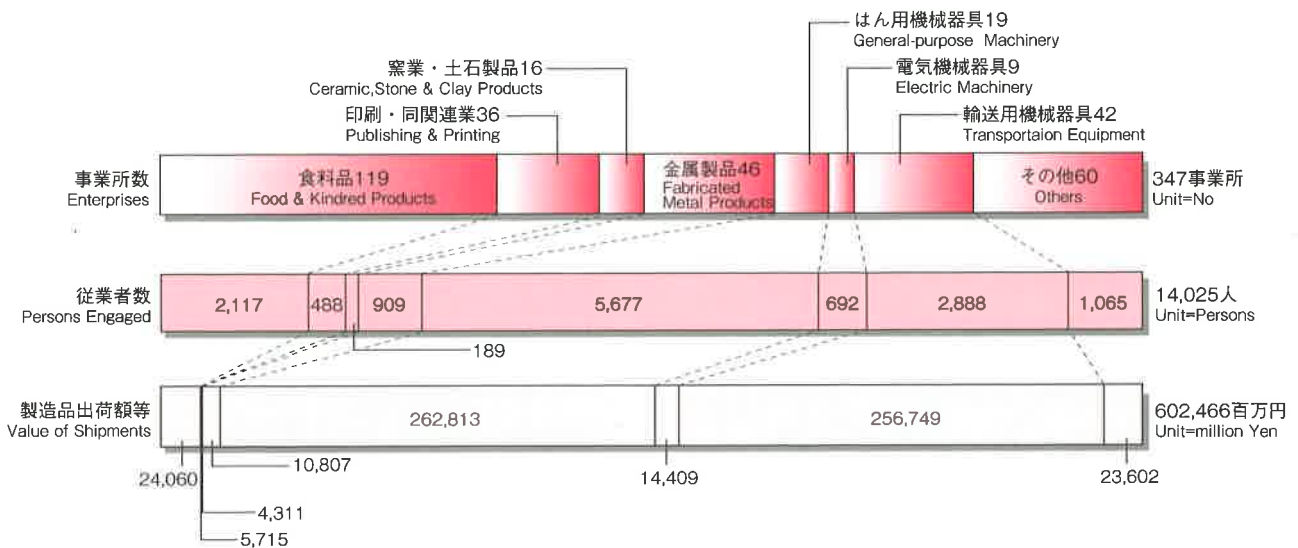 はん用機械器具19
General-purpose Machinery
窯業・土石製品16
Ceramic,Stone & Clay Products
電気機械器具9
Electric Machinery
印刷・同関連業36
Publishing & Printing
輸送用機械器具42
Transportaion Equipment
事業所数
Enterprises
食料品119
Food & Kindred Products
金属製品46
Fabricated
Metal Products
その他60
Others
347事業所
Unit=No
従業者数
Persons Engaged
2,117
488
909
5,677
692
2,888
1,065
14,025人
Unit=Persons
189
製造品出荷額等
Value of Shipments
262,813
256,749
602,466百万円
Unit=million Yen
24,060
10,807
14,409
23,602
4,311
5,715